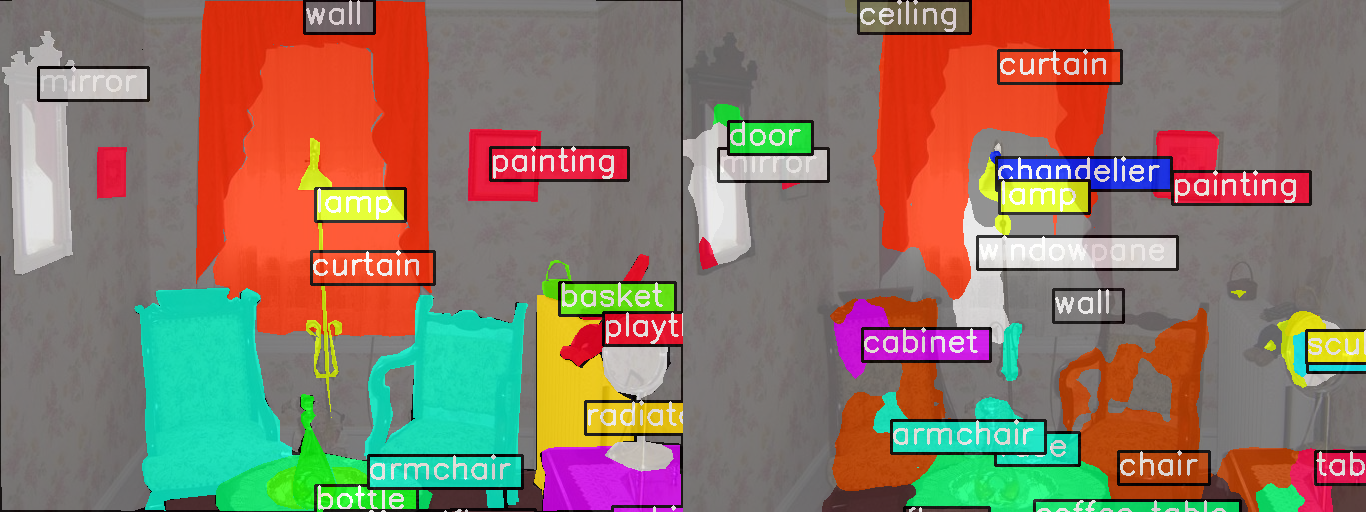 wall
mirror
painting
lamp
curtain
basket
armchair
bottle
ceiling
curtain
door
mirror
chandelier
lamp
painting
windowpane
wall
cabinet
armchair
chair